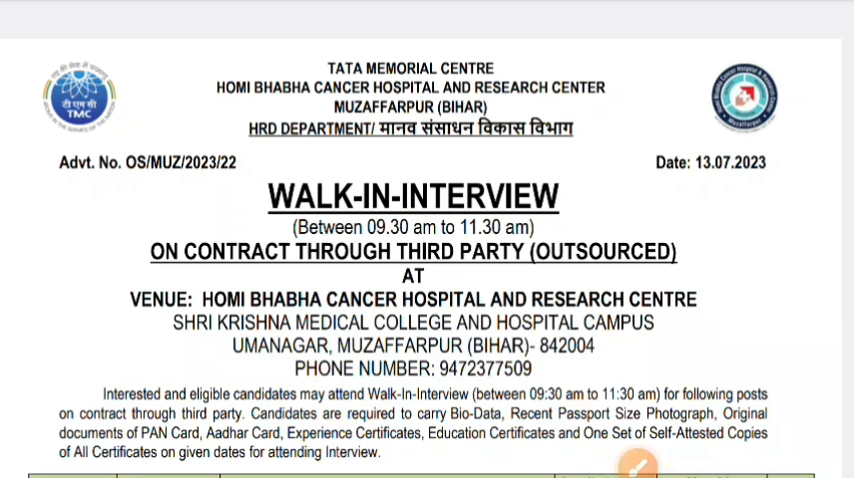 TATA MEMORIAL CENTRE
HOMI BHABHA CANCER HOSPITAL AND RESEARCH CENTER
MUZAFFARPUR (BIHAR)
HRD DEPARTMENT/ मानव संसाधन विकास विभाग
टी एम सी
TMC
Advt. No. OS/MUZ/2023/22
Date: 13.07.2023
WALK-IN-INTERVIEW
(Between 09.30 am to 11.30 am)
ON CONTRACT THROUGH THIRD PARTY (OUTSOURCED)
AT
VENUE: HOMI BHABHA CANCER HOSPITAL AND RESEARCH CENTRE
SHRI KRISHNA MEDICAL COLLEGE AND HOSPITAL CAMPUS
UMANAGAR, MUZAFFARPUR (BIHAR)- 842004
PHONE NUMBER: 9472377509
Interested and eligible candidates may attend Walk-In-Interview (between 09:30 am to 11:30 am) for following posts
on contract through third party. Candidates are required to carry Bio-Data, Recent Passport Size Photograph, Original
documents of PAN Card, Aadhar Card, Experience Certificates, Education Certificates and One Set of Self-Attested Copies
of All Certificates on given dates for attending Interview.